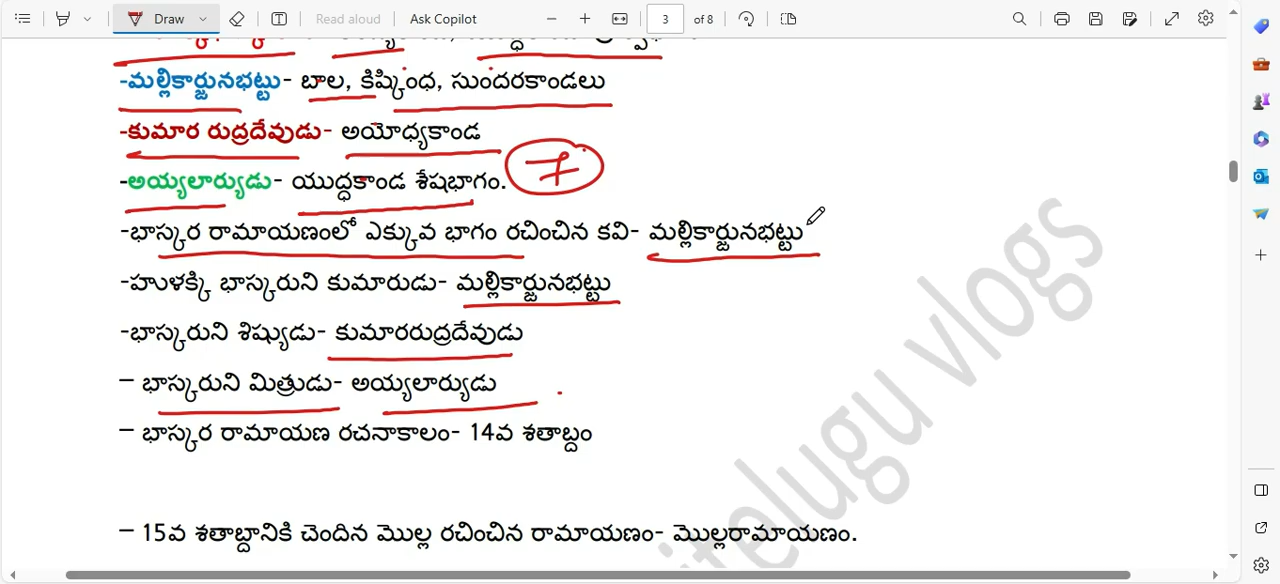 Draw
Read aloud
Ask Copilot
3 of 8
-మల్లికార్జునభట్టు- బాల, కిష్కింధ, సుందరకాండలు
-కుమార రుద్రదేవుడు- అయోధ్యకాండ
-అయ్యలార్యుడు- యుద్ధకాండ శేషభాగం.
7
-భాస్కర రామాయణంలో ఎక్కువ భాగం రచించిన కవి- మల్లికార్జునభట్టు
-హుళక్కి భాస్కరుని కుమారుడు- మల్లికార్జునభట్టు
-భాస్కరుని శిష్యుడు- కుమారరుద్రదేవుడు
– భాస్కరుని మిత్రుడు- అయ్యలార్యుడు
– భాస్కర రామాయణ రచనాకాలం- 14వ శతాబ్దం
– 15వ శతాబ్దానికి చెందిన మొల్ల రచించిన రామాయణం- మొల్లరామాయణం.
itelugu vlogs